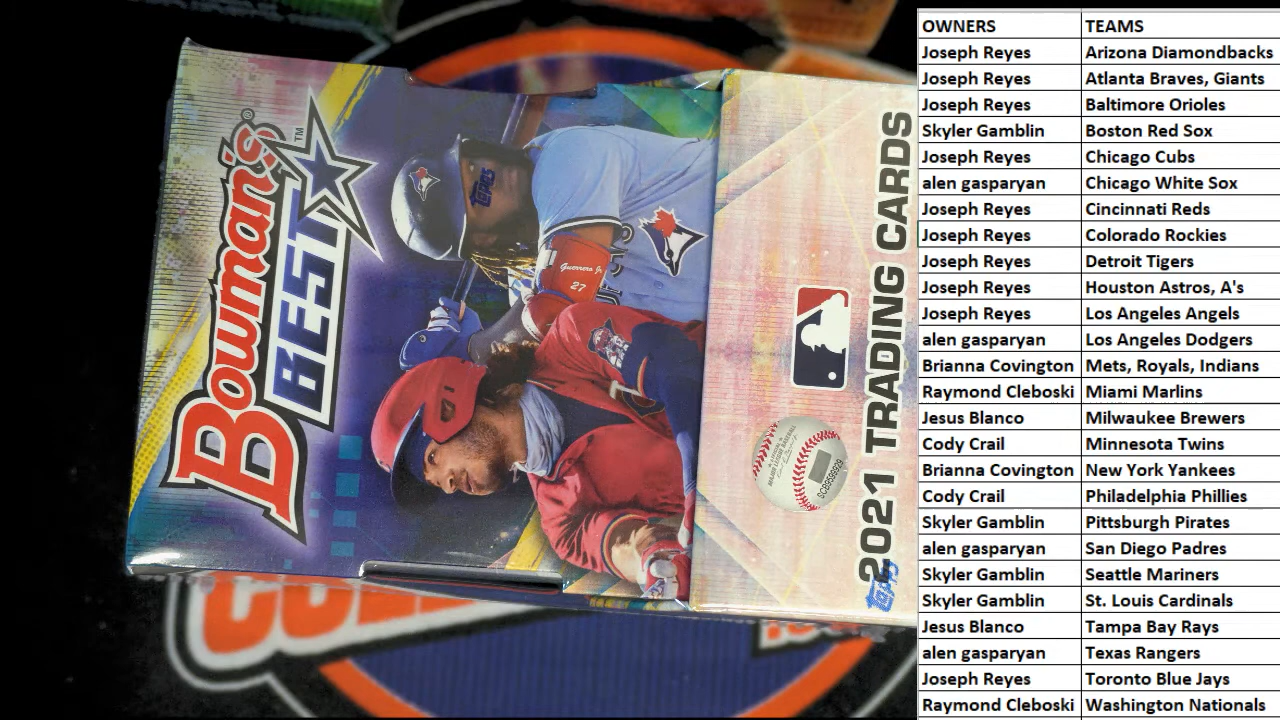 Bowman's®
BEST™
topps
Guerrero Jr.
27
2021 TRADING CARDS
SCB9599929
topps
OWNERS TEAMS
Joseph Reyes Arizona Diamondbacks
Joseph Reyes Atlanta Braves, Giants
Joseph Reyes Baltimore Orioles
Skyler Gamblin Boston Red Sox
Joseph Reyes Chicago Cubs
alen gasparyan Chicago White Sox
Joseph Reyes Cincinnati Reds
Joseph Reyes Colorado Rockies
Joseph Reyes Detroit Tigers
Joseph Reyes Houston Astros, A's
Joseph Reyes Los Angeles Angels
alen gasparyan Los Angeles Dodgers
Brianna Covington Mets, Royals, Indians
Raymond Cleboski Miami Marlins
Jesus Blanco Milwaukee Brewers
Cody Crail Minnesota Twins
Brianna Covington New York Yankees
Cody Crail Philadelphia Phillies
Skyler Gamblin Pittsburgh Pirates
alen gasparyan San Diego Padres
Skyler Gamblin Seattle Mariners
Skyler Gamblin St. Louis Cardinals
Jesus Blanco Tampa Bay Rays
alen gasparyan Texas Rangers
Joseph Reyes Toronto Blue Jays
Raymond Cleboski Washington Nationals